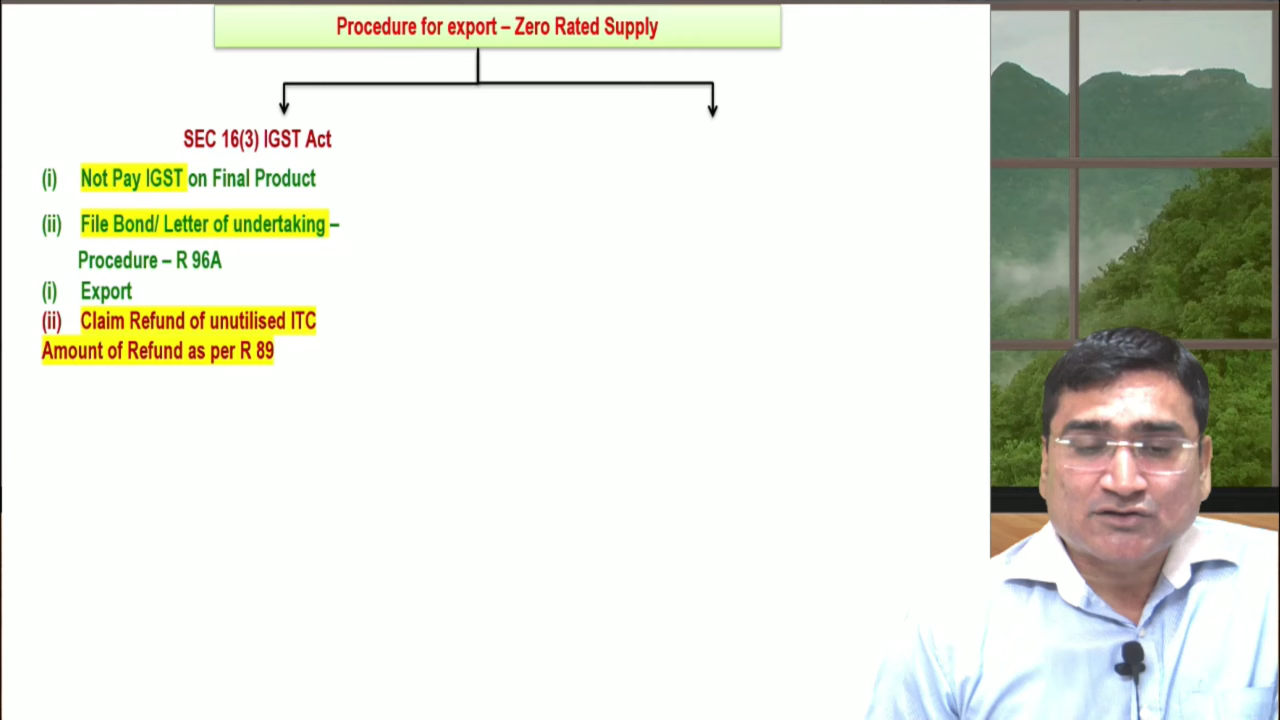 Procedure for export – Zero Rated Supply
SEC 16(3) IGST Act
(i) Not Pay IGST on Final Product
(ii) File Bond/ Letter of undertaking –
Procedure – R 96A
(i) Export
(ii) Claim Refund of unutilised ITC
Amount of Refund as per R 89